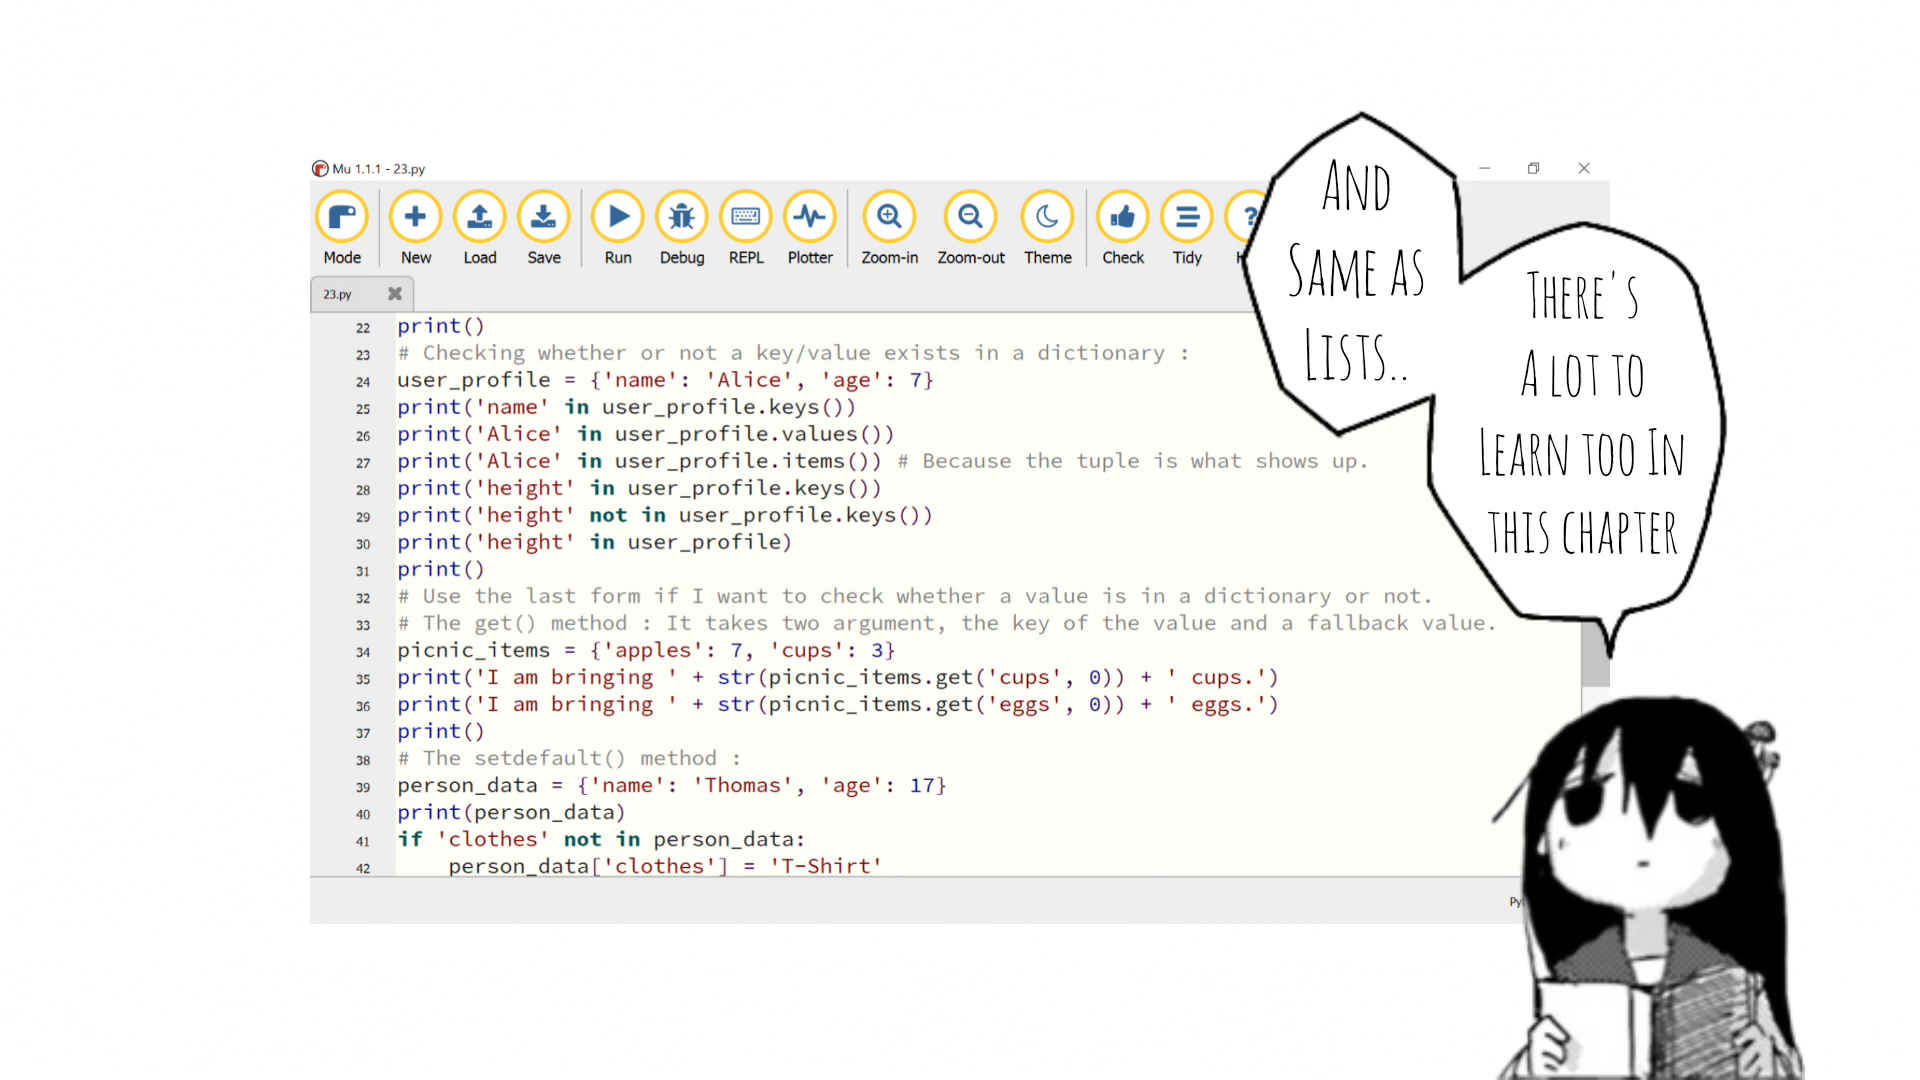 Mu 1.1.1 - 23.py
Mode New Load Save Run Debug REPL Plotter Zoom-in Zoom-out Theme Check Tidy
23.py
22 print()
23 # Checking whether or not a key/value exists in a dictionary :
24 user_profile = {'name': 'Alice', 'age': 7}
25 print('name' in user_profile.keys())
26 print('Alice' in user_profile.values())
27 print('Alice' in user_profile.items()) # Because the tuple is what shows up.
28 print('height' in user_profile.keys())
29 print('height' not in user_profile.keys())
30 print('height' in user_profile)
31 print()
32 # Use the last form if I want to check whether a value is in a dictionary or not.
33 # The get() method : It takes two argument, the key of the value and a fallback value.
34 picnic_items = {'apples': 7, 'cups': 3}
35 print('I am bringing ' + str(picnic_items.get('cups', 0)) + ' cups.')
36 print('I am bringing ' + str(picnic_items.get('eggs', 0)) + ' eggs.')
37 print()
38 # The setdefault() method :
39 person_data = {'name': 'Thomas', 'age': 17}
40 print(person_data)
41 if 'clothes' not in person_data:
42     person_data['clothes'] = 'T-Shirt'
And
Same as
Lists..
There's
a lot to
learn too In
this chapter